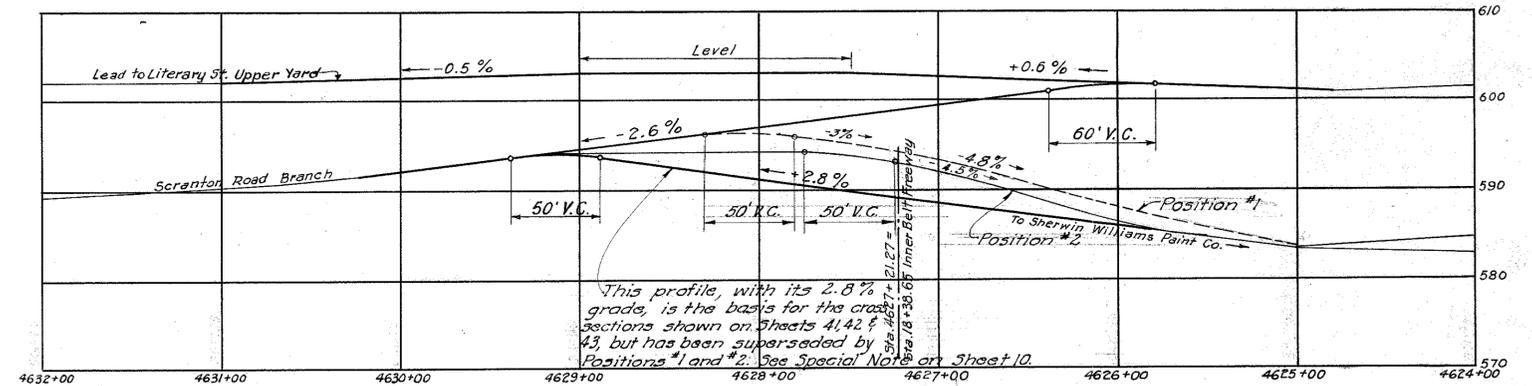 610
Level
+0.6 %
-0.5 %
Lead to Literary St. Upper Yard
600
60' V.C.
-2.6 %
-3%
-4.8%
-4.5%
Scranton Road Branch
+2.8 %
590
50' V.C.
50' V.C.
50' V.C.
Position #1
To Sherwin Williams Paint Co.
Position #2
Sta. 4627+21.27 =
Sta. 18+38.65 Inner Belt Freeway
580
This profile, with its 2.8 %
grade, is the basis for the cross
sections shown on Sheets 41, 42 &
43, but has been superseded by
Positions #1 and #2. See Special Note on Sheet 10.
570
4632+00
4631+00
4630+00
4629+00
4628+00
4627+00
4626+00
4625+00
4624+00